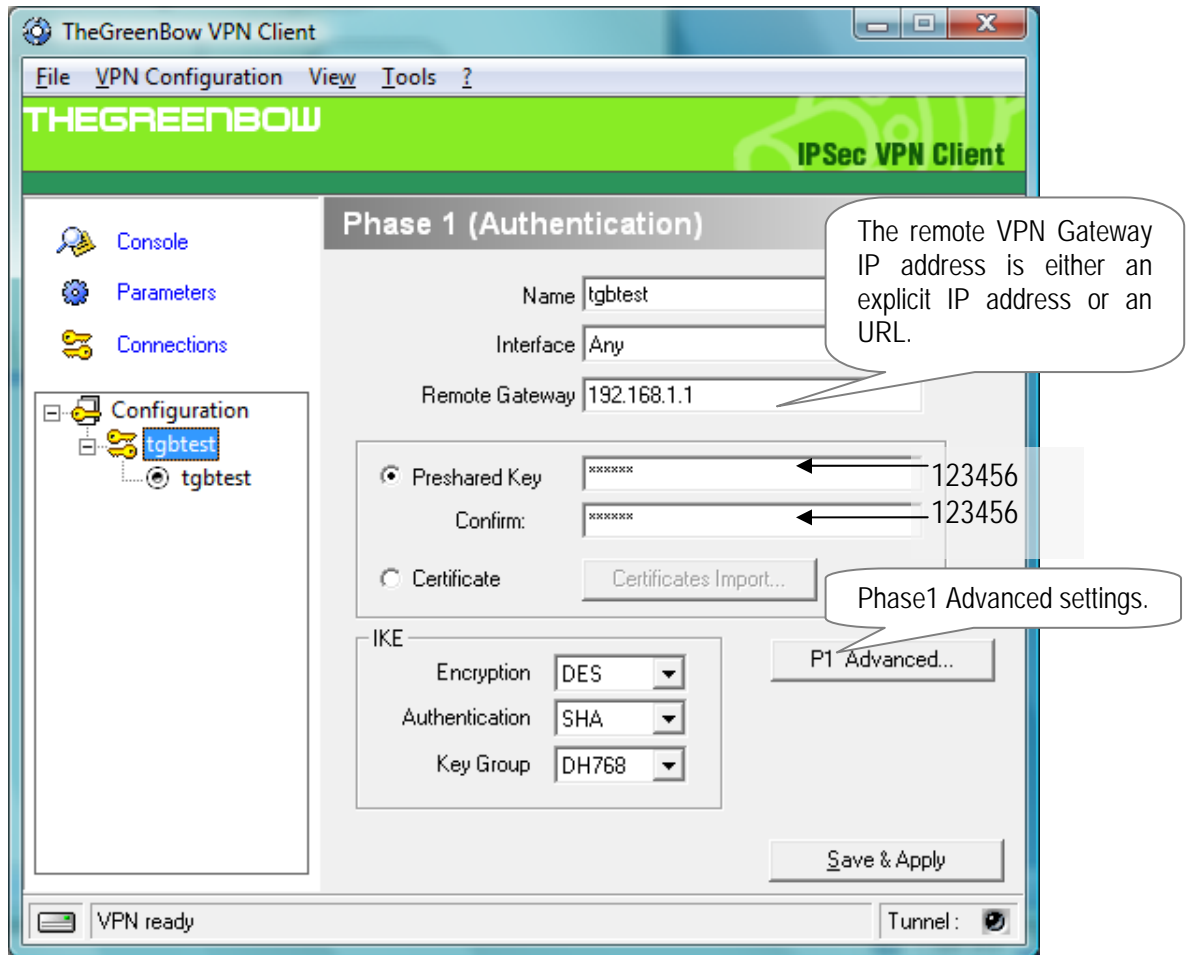 TheGreenBow VPN Client
File VPN Configuration View Tools ?
THEGREENBOW
IPSec VPN Client
Console
Parameters
Connections
Configuration
tgbtest
tgbtest
Phase 1 (Authentication)
The remote VPN Gateway
IP address is either an
explicit IP address or an
URL.
Name tgbtest
Interface Any
Remote Gateway 192.168.1.1
Preshared Key ×××××× 123456
Confirm: ×××××× 123456
Certificate Certificates Import...
Phase1 Advanced settings.
IKE
Encryption DES
Authentication SHA
Key Group DH768
P1 Advanced...
Save & Apply
VPN ready Tunnel :